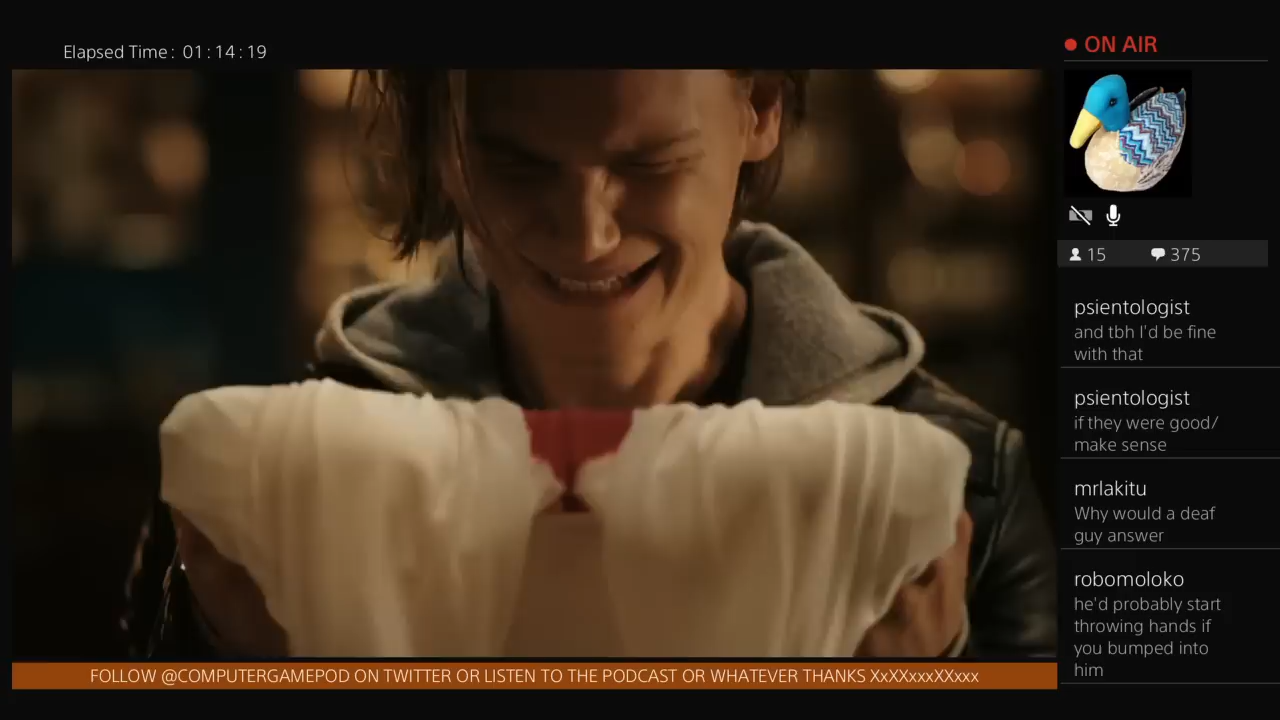 Elapsed Time: 01:14:19
ON AIR
15 375
psientologist
and tbh I'd be fine
with that
psientologist
if they were good/
make sense
mrlakitu
Why would a deaf
guy answer
robomoloko
he'd probably start
throwing hands if
you bumped into
him
FOLLOW @COMPUTERGAMEPOD ON TWITTER OR LISTEN TO THE PODCAST OR WHATEVER THANKS XxXXxxxXXxxx